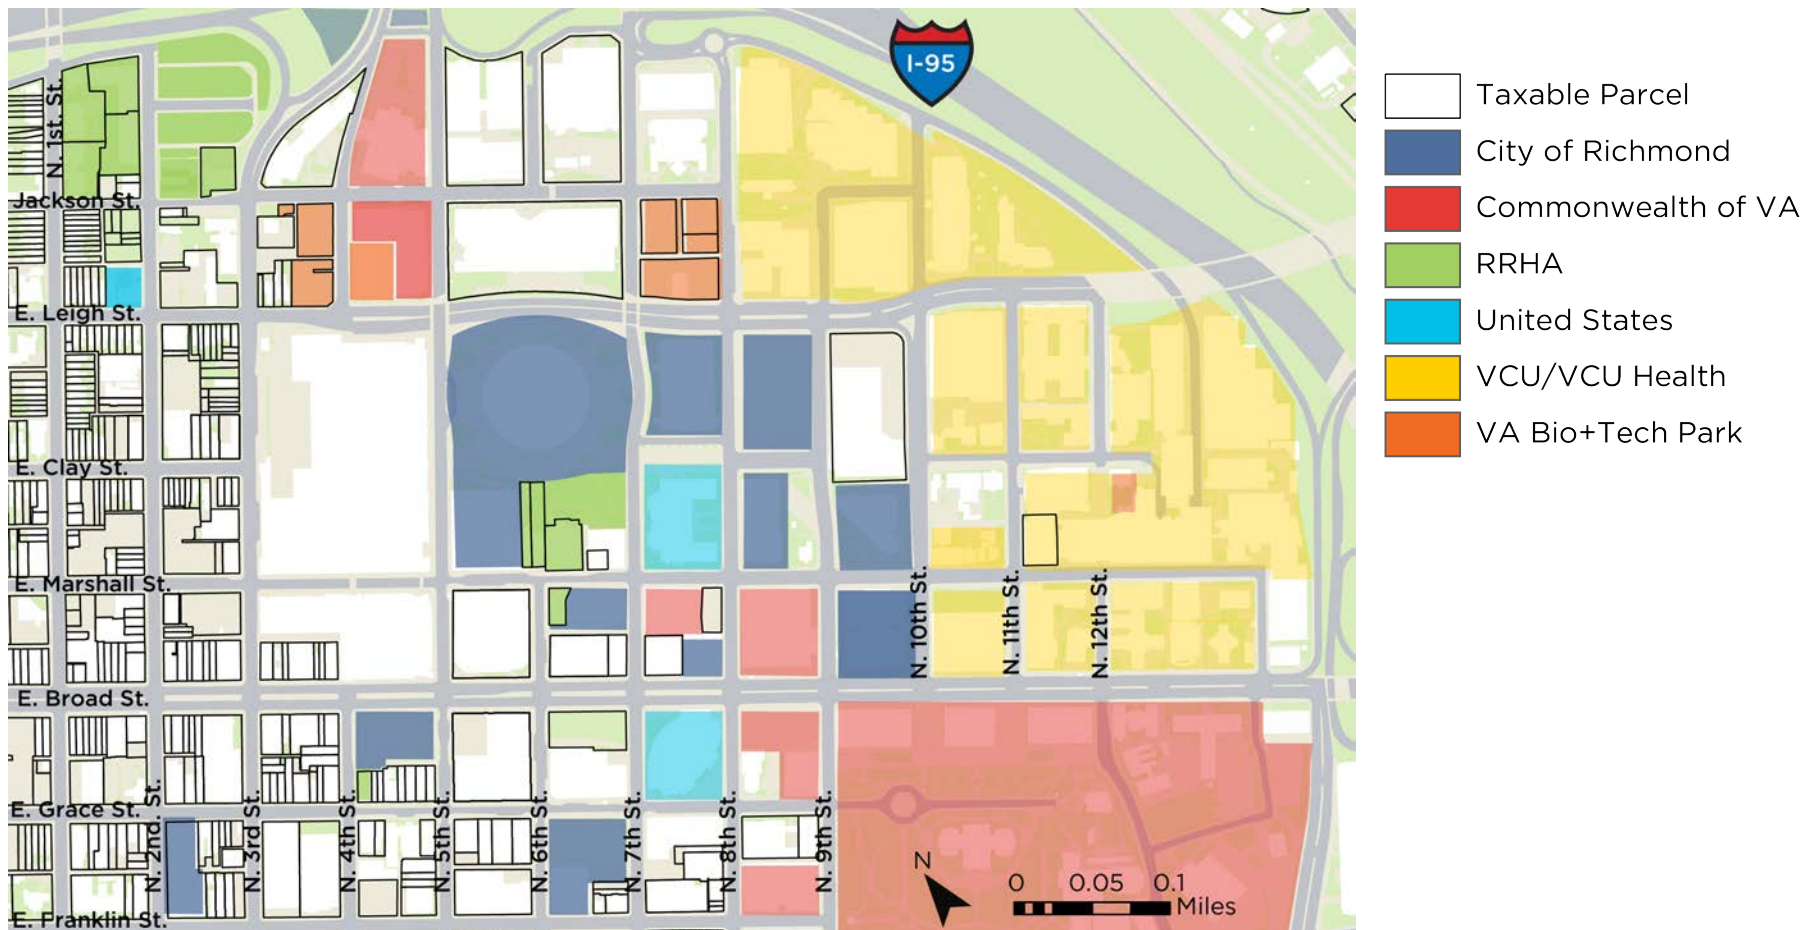 I-95
N. 1st. St.
Jackson St.
E. Leigh St.
E. Clay St.
E. Marshall St.
E. Broad St.
E. Grace St.
E. Franklin St.
N. 2nd. St.
N. 3rd St.
N. 4th St.
N. 5th St.
N. 6th St.
N. 7th St.
N. 8th St.
N. 9th St.
N. 10th St.
N. 11th St.
N. 12th St.
N
0 0.05 0.1
Miles
Taxable Parcel
City of Richmond
Commonwealth of VA
RRHA
United States
VCU/VCU Health
VA Bio+Tech Park